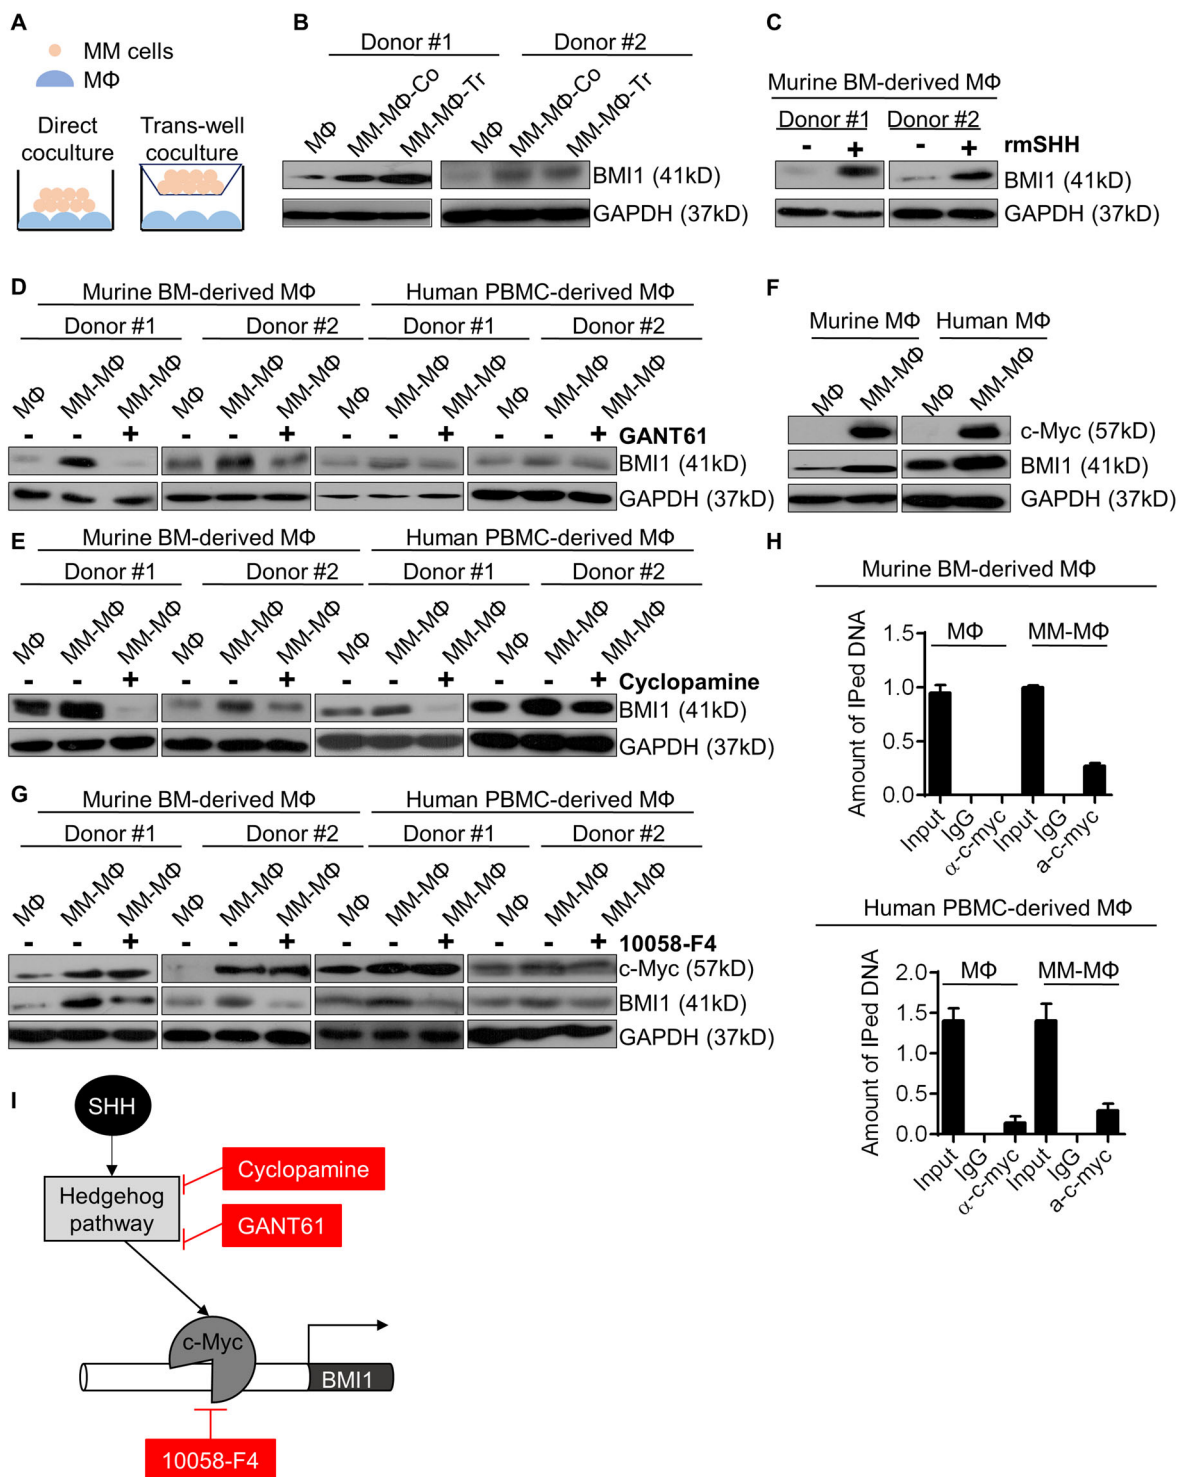 A
MM cells
MΦ
Direct
coculture
Trans-well
coculture
B
Donor #1
Donor #2
MΦ
MM-MΦ-Co
MM-MΦ-Tr
MΦ
MM-MΦ-Co
MM-MΦ-Tr
BMI1 (41kD)
GAPDH (37kD)
C
Murine BM-derived MΦ
Donor #1
Donor #2
- + - + rmSHH
BMI1 (41kD)
GAPDH (37kD)
D
Murine BM-derived MΦ
Human PBMC-derived MΦ
Donor #1
Donor #2
Donor #1
Donor #2
MΦ
MM-MΦ
MM-MΦ
MΦ
MM-MΦ
MM-MΦ
MΦ
MM-MΦ
MM-MΦ
MΦ
MM-MΦ
MM-MΦ
- - + - - + - - + - - + GANT61
BMI1 (41kD)
GAPDH (37kD)
F
Murine MΦ
Human MΦ
MΦ
MM-MΦ
MΦ
MM-MΦ
c-Myc (57kD)
BMI1 (41kD)
GAPDH (37kD)
E
Murine BM-derived MΦ
Human PBMC-derived MΦ
Donor #1
Donor #2
Donor #1
Donor #2
MΦ
MM-MΦ
MM-MΦ
MΦ
MM-MΦ
MM-MΦ
MΦ
MM-MΦ
MM-MΦ
MΦ
MM-MΦ
MM-MΦ
- - + - - + - - + - - + Cyclopamine
BMI1 (41kD)
GAPDH (37kD)
G
Murine BM-derived MΦ
Human PBMC-derived MΦ
Donor #1
Donor #2
Donor #1
Donor #2
MΦ
MM-MΦ
MM-MΦ
MΦ
MM-MΦ
MM-MΦ
MΦ
MM-MΦ
MM-MΦ
MΦ
MM-MΦ
MM-MΦ
- - + - - + - - + - - + 10058-F4
c-Myc (57kD)
BMI1 (41kD)
GAPDH (37kD)
H
Murine BM-derived MΦ
Amount of IPed DNA
1.5
1.0
0.5
0.0
MΦ
MM-MΦ
Input
IgG
α-c-myc
Input
IgG
a-c-myc
Human PBMC-derived MΦ
Amount of IPed DNA
2.0
1.5
1.0
0.5
0.0
MΦ
MM-MΦ
Input
IgG
α-c-myc
Input
IgG
a-c-myc
I
SHH
Hedgehog
pathway
Cyclopamine
GANT61
c-Myc
BMI1
10058-F4